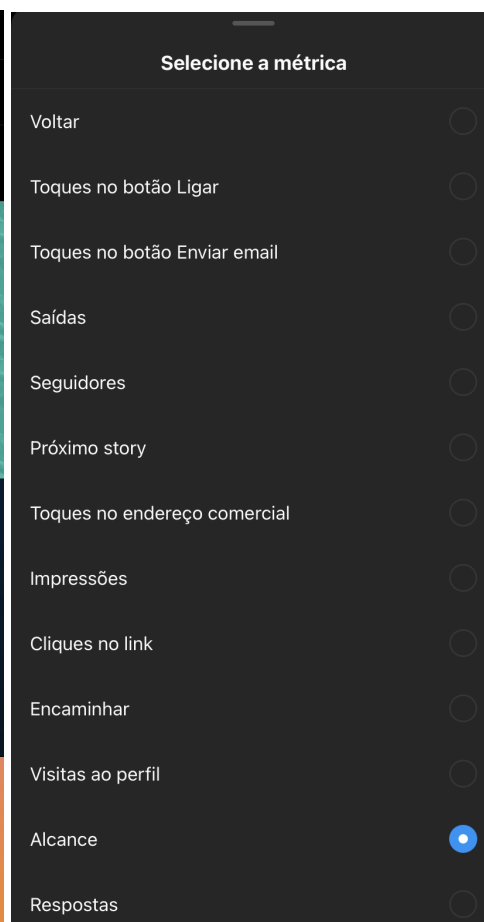 Selecione a métrica
Voltar
Toques no botão Ligar
Toques no botão Enviar email
Saídas
Seguidores
Próximo story
Toques no endereço comercial
Impressões
Cliques no link
Encaminhar
Visitas ao perfil
Alcance
Respostas